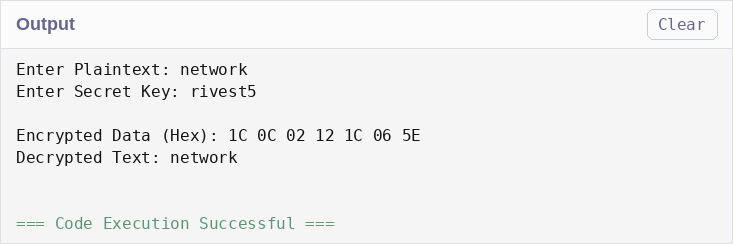 Output
Clear
Enter Plaintext: network
Enter Secret Key: rivest5
Encrypted Data (Hex): 1C 0C 02 12 1C 06 5E
Decrypted Text: network
=== Code Execution Successful ===